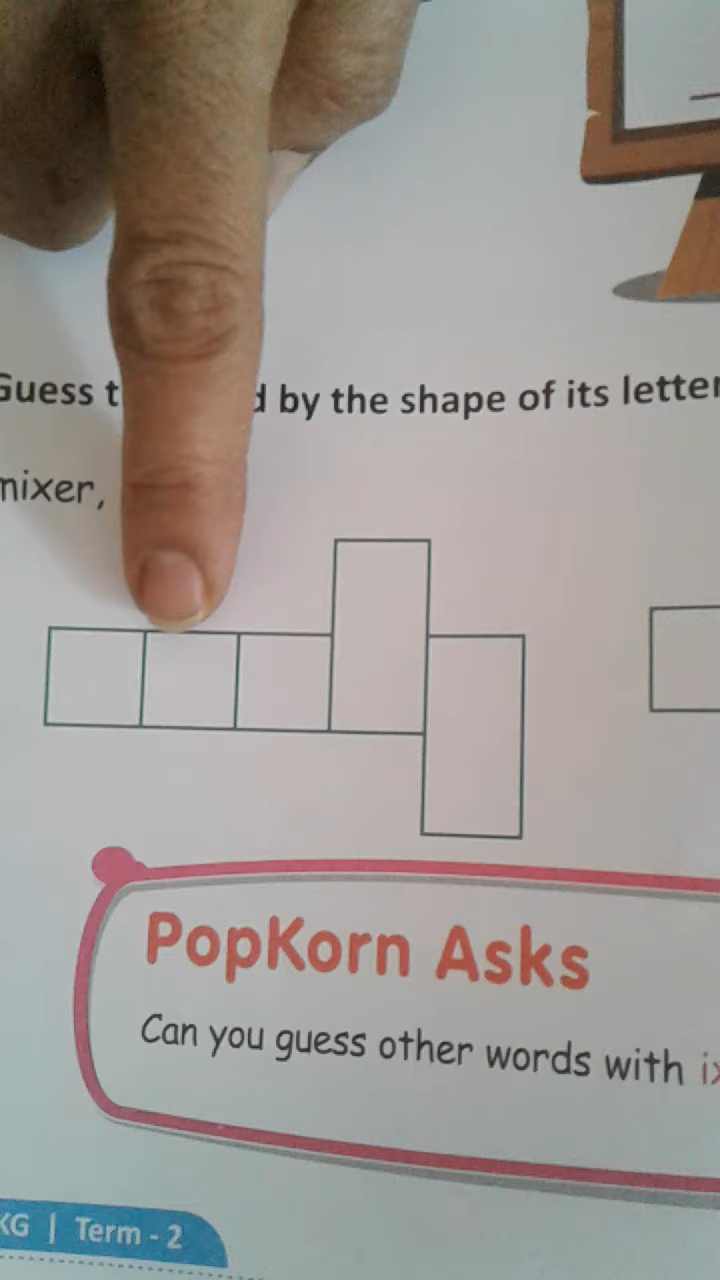 Guess t d by the shape of its letter
mixer,
PopKorn Asks
Can you guess other words with ix
KG | Term - 2